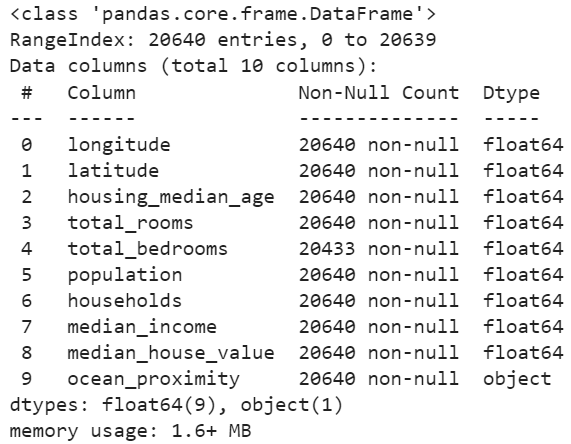 <class 'pandas.core.frame.DataFrame'>
RangeIndex: 20640 entries, 0 to 20639
Data columns (total 10 columns):
 #   Column              Non-Null Count  Dtype
---  ------              --------------  -----
 0   longitude           20640 non-null  float64
 1   latitude            20640 non-null  float64
 2   housing_median_age  20640 non-null  float64
 3   total_rooms         20640 non-null  float64
 4   total_bedrooms      20433 non-null  float64
 5   population          20640 non-null  float64
 6   households          20640 non-null  float64
 7   median_income       20640 non-null  float64
 8   median_house_value  20640 non-null  float64
 9   ocean_proximity     20640 non-null  object
dtypes: float64(9), object(1)
memory usage: 1.6+ MB